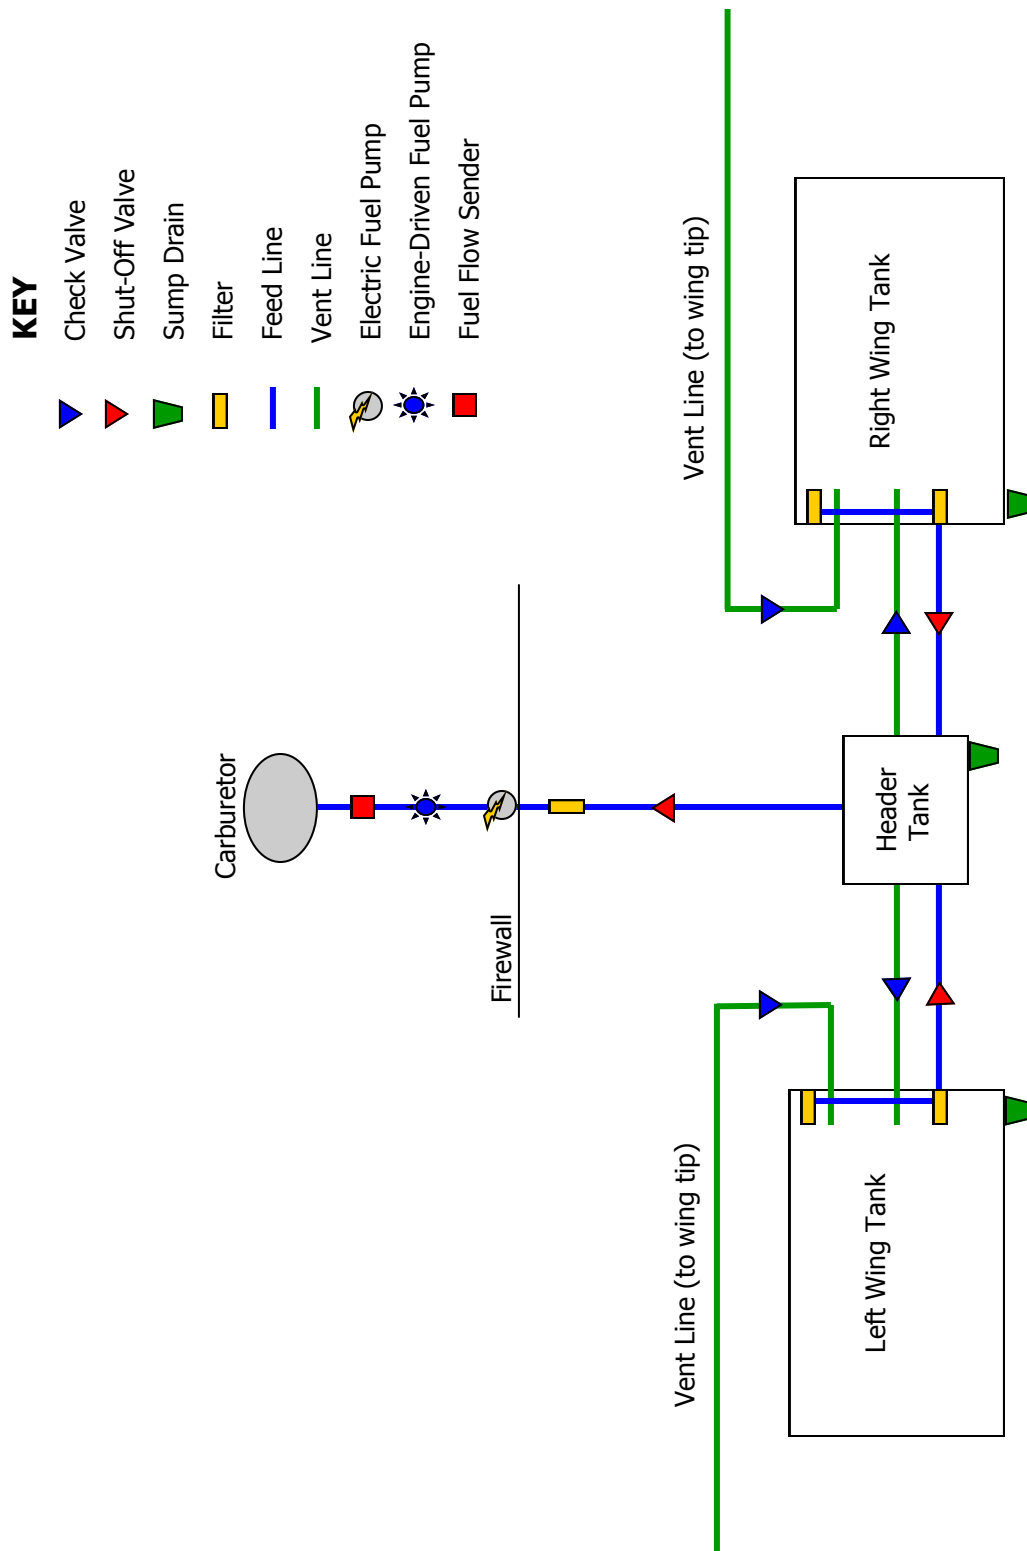 KEY
Check Valve
Shut-Off Valve
Sump Drain
Filter
Feed Line
Vent Line
Electric Fuel Pump
Engine-Driven Fuel Pump
Fuel Flow Sender
Carburetor
Firewall
Vent Line (to wing tip)
Vent Line (to wing tip)
Left Wing Tank
Header
Tank
Right Wing Tank